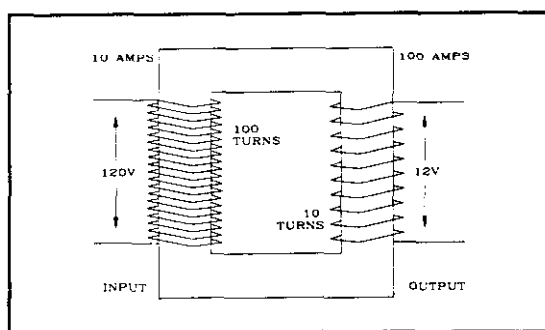 10 AMPS
100 AMPS
100
TURNS
120V
12V
10
TURNS
INPUT
OUTPUT